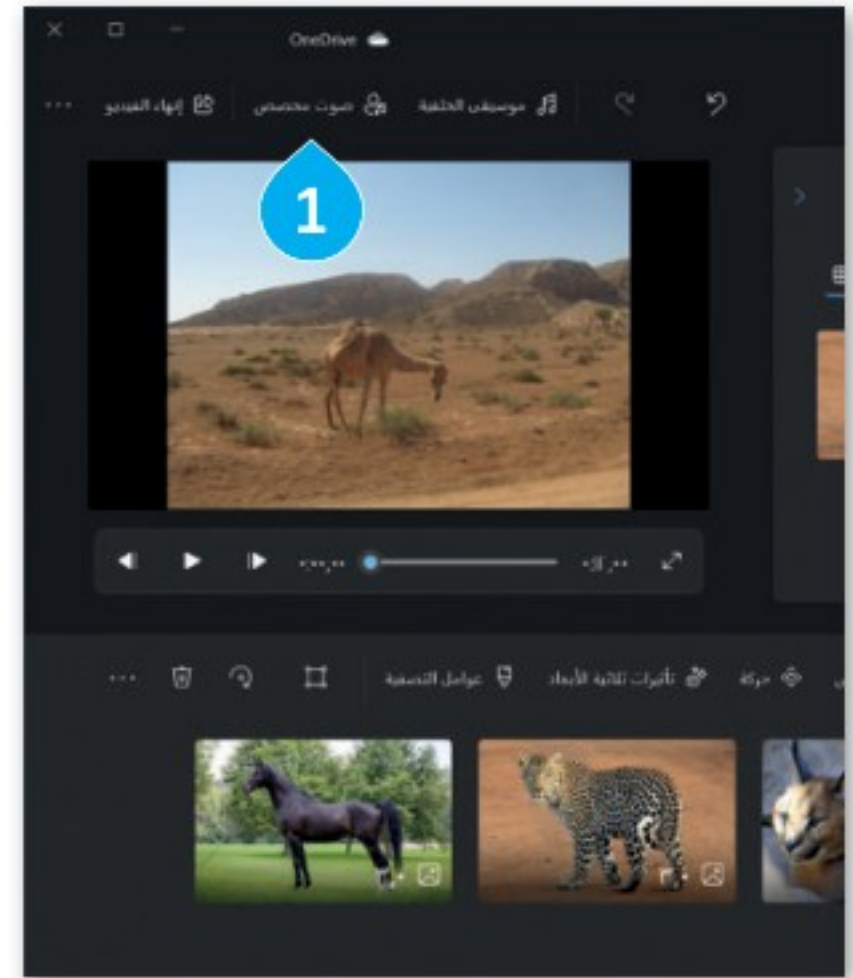 OneDrive
موسيقى الخلفية صوت مخصص إنهاء الفيديو ...
1
حركة تأثيرات ثلاثية الأبعاد عوامل التصفية ...